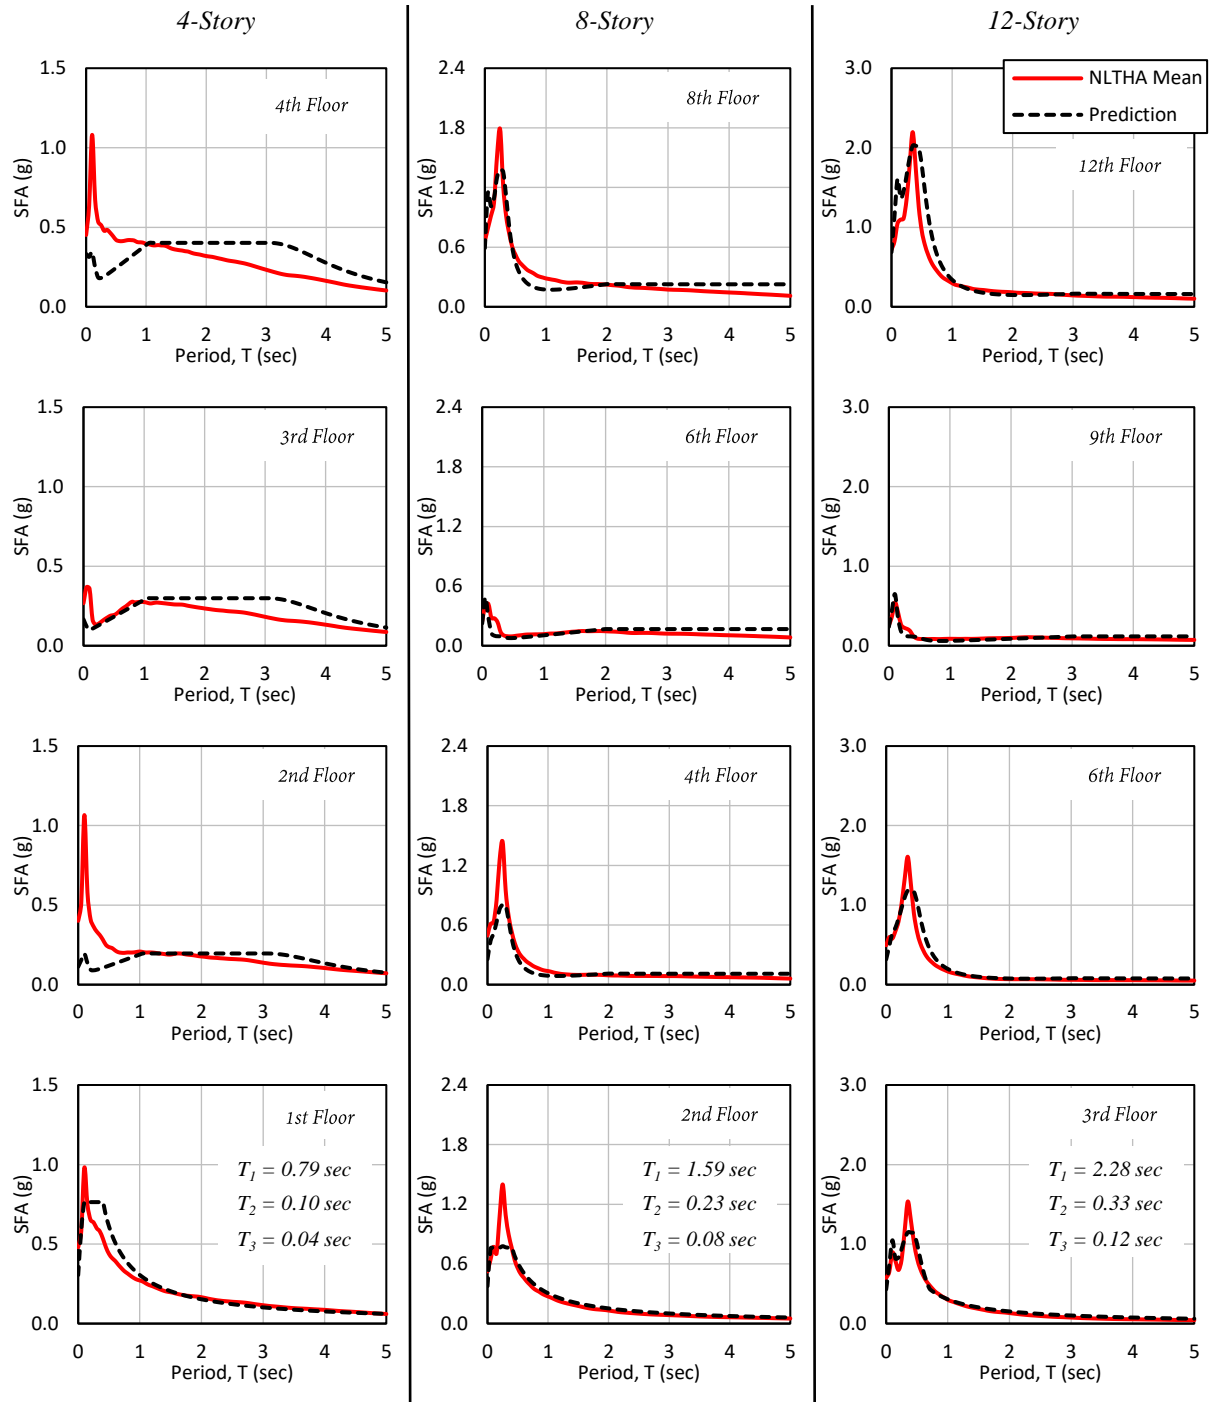 4-Story
8-Story
12-Story
1.5
1.0
0.5
0.0
SFA (g)
4th Floor
0 1 2 3 4 5
Period, T (sec)
2.4
1.8
1.2
0.6
0.0
SFA (g)
8th Floor
0 1 2 3 4 5
Period, T (sec)
3.0
2.0
1.0
0.0
SFA (g)
NLTHA Mean
Prediction
12th Floor
0 1 2 3 4 5
Period, T (sec)
1.5
1.0
0.5
0.0
SFA (g)
3rd Floor
0 1 2 3 4 5
Period, T (sec)
2.4
1.8
1.2
0.6
0.0
SFA (g)
6th Floor
0 1 2 3 4 5
Period, T (sec)
3.0
2.0
1.0
0.0
SFA (g)
9th Floor
0 1 2 3 4 5
Period, T (sec)
1.5
1.0
0.5
0.0
SFA (g)
2nd Floor
0 1 2 3 4 5
Period, T (sec)
2.4
1.8
1.2
0.6
0.0
SFA (g)
4th Floor
0 1 2 3 4 5
Period, T (sec)
3.0
2.0
1.0
0.0
SFA (g)
6th Floor
0 1 2 3 4 5
Period, T (sec)
1.5
1.0
0.5
0.0
SFA (g)
1st Floor
T1 = 0.79 sec
T2 = 0.10 sec
T3 = 0.04 sec
0 1 2 3 4 5
Period, T (sec)
2.4
1.8
1.2
0.6
0.0
SFA (g)
2nd Floor
T1 = 1.59 sec
T2 = 0.23 sec
T3 = 0.08 sec
0 1 2 3 4 5
Period, T (sec)
3.0
2.0
1.0
0.0
SFA (g)
3rd Floor
T1 = 2.28 sec
T2 = 0.33 sec
T3 = 0.12 sec
0 1 2 3 4 5
Period, T (sec)